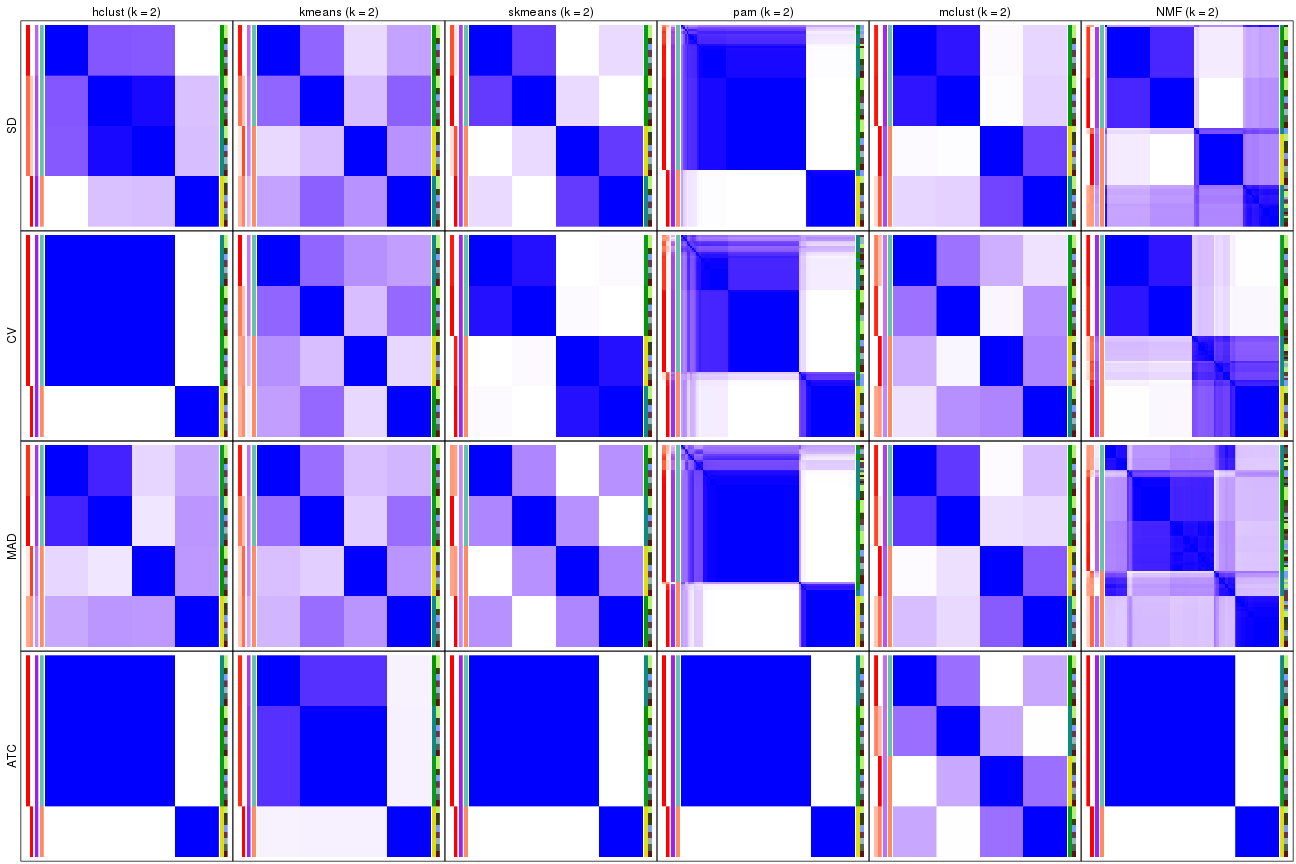 hclust (k = 2)
kmeans (k = 2)
skmeans (k = 2)
pam (k = 2)
mclust (k = 2)
NMF (k = 2)
SD
CV
MAD
ATC